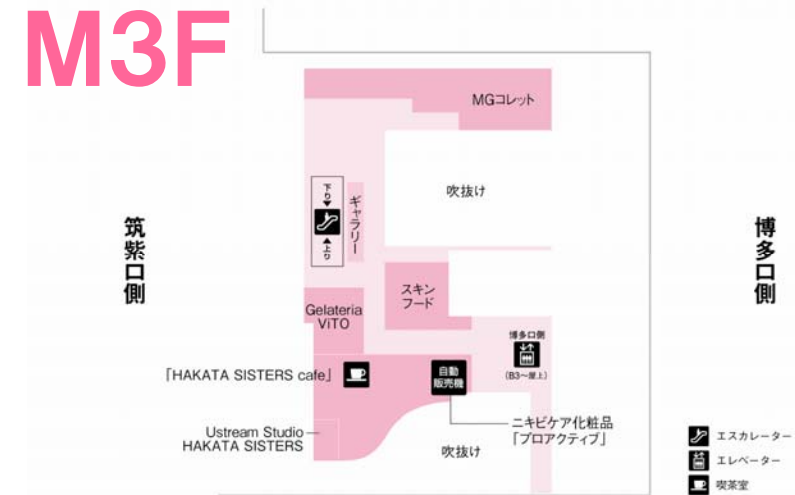 M3F
MGコレット
吹抜け
下り
上り
ギャラリー
筑紫口側
博多口側
スキン
フード
Gelateria
ViTO
博多口側
(B3〜屋上)
「HAKATA SISTERS cafe」
自動
販売機
ニキビケア化粧品
「プロアクティブ」
Ustream Studio
HAKATA SISTERS
吹抜け
エスカレーター
エレベーター
喫茶室